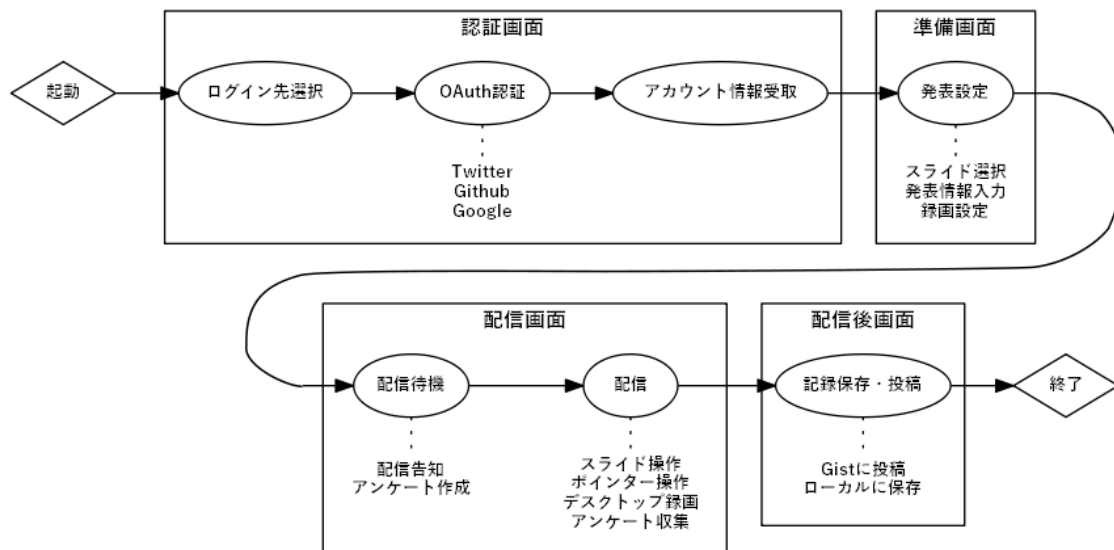 認証画面
準備画面
起動
ログイン先選択
OAuth認証
アカウント情報受取
発表設定
Twitter
Github
Google
スライド選択
発表情報入力
録画設定
配信画面
配信後画面
配信待機
配信
記録保存・投稿
終了
配信告知
アンケート作成
スライド操作
ポインター操作
デスクトップ録画
アンケート収集
Gistに投稿
ローカルに保存